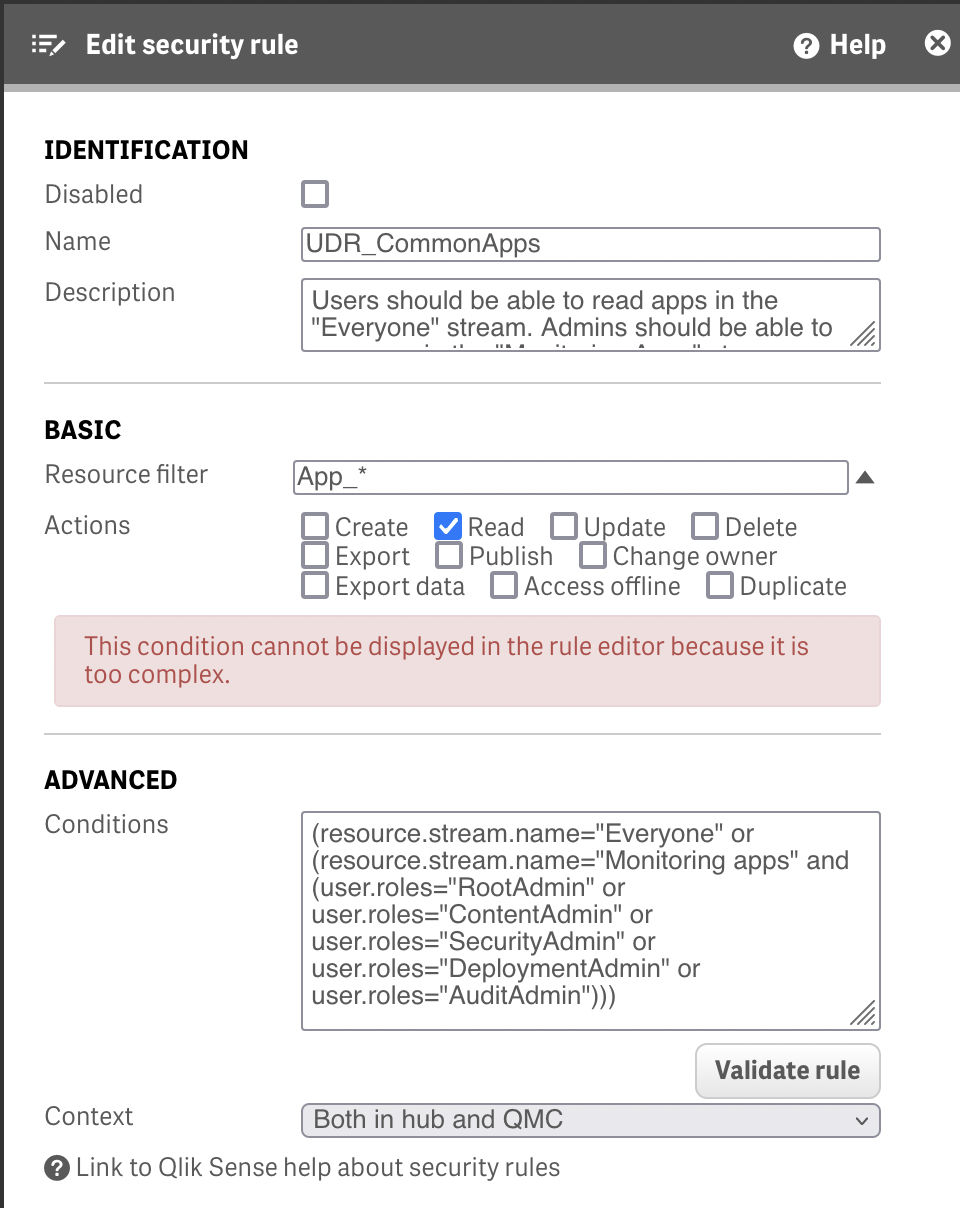 Edit security rule
Help
IDENTIFICATION
Disabled
Name
UDR_CommonApps
Description
Users should be able to read apps in the
"Everyone" stream. Admins should be able to
BASIC
Resource filter
App_*
Actions
Create Read Update Delete
Export Publish Change owner
Export data Access offline Duplicate
This condition cannot be displayed in the rule editor because it is
too complex.
ADVANCED
Conditions
(resource.stream.name="Everyone" or
(resource.stream.name="Monitoring apps" and
(user.roles="RootAdmin" or
user.roles="ContentAdmin" or
user.roles="SecurityAdmin" or
user.roles="DeploymentAdmin" or
user.roles="AuditAdmin")))
Validate rule
Context
Both in hub and QMC
? Link to Qlik Sense help about security rules